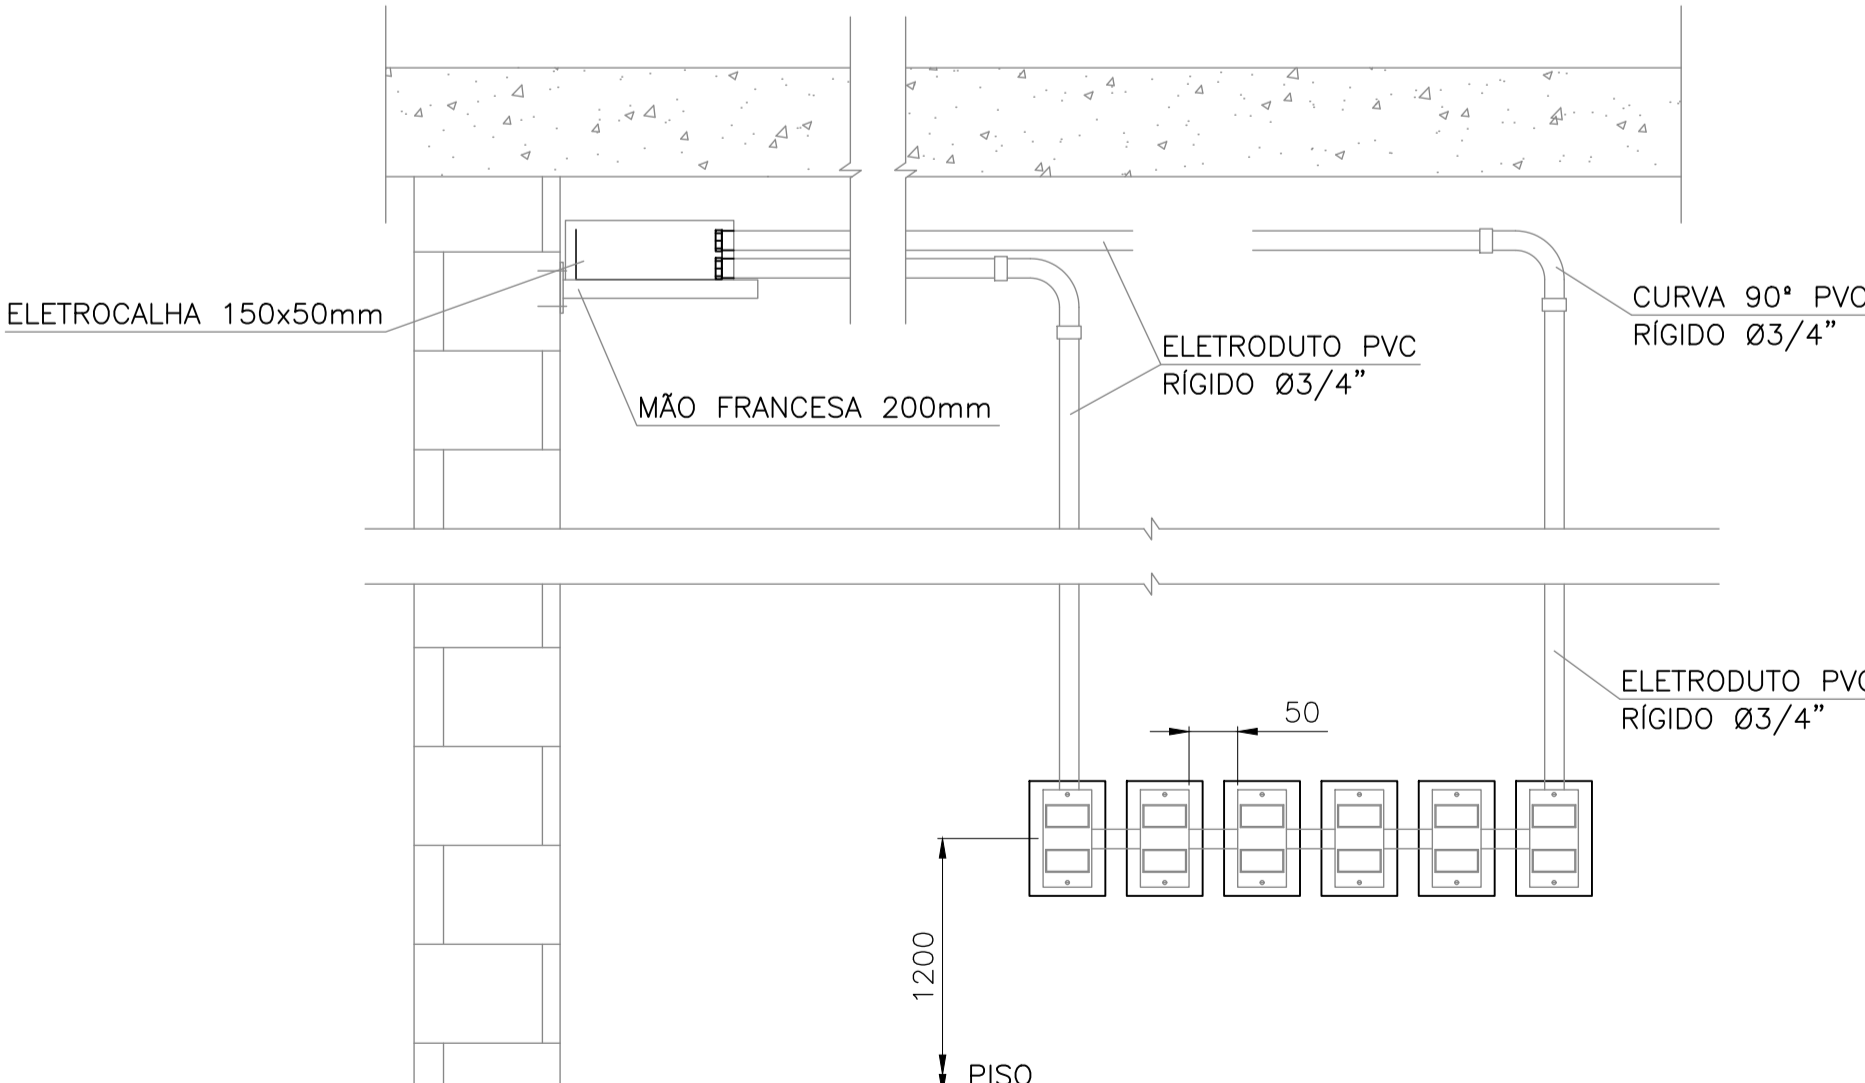 ELETROCALHA 150x50mm
MÃO FRANCESA 200mm
ELETRODUTO PVC
RÍGIDO Ø3/4”
CURVA 90° PVC
RÍGIDO Ø3/4”
ELETRODUTO PVC
RÍGIDO Ø3/4”
50
1200
PISO